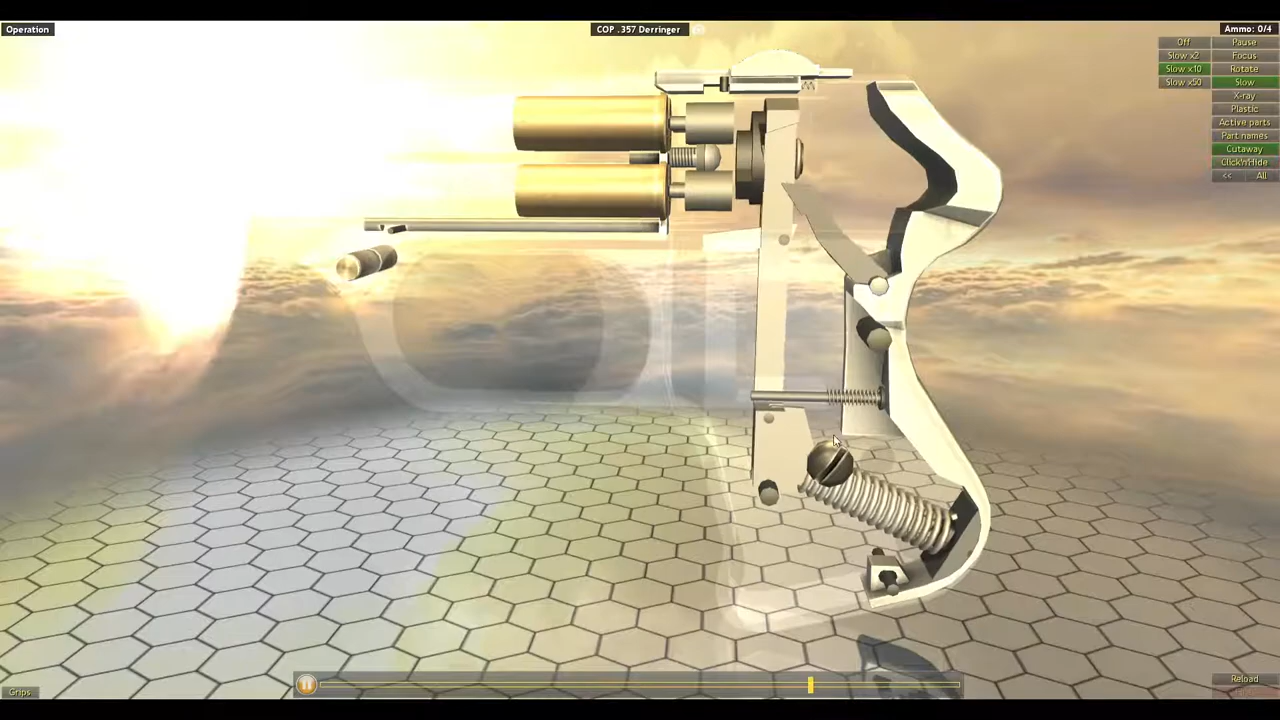 Operation
COP .357 Derringer
Ammo: 0/4
Off Pause
Slow x2 Focus
Slow x10 Rotate
Slow x50 Slow
X-ray
Plastic
Active parts
Part names
Cutaway
Click'n'Hide
<< All
Grips
Reload